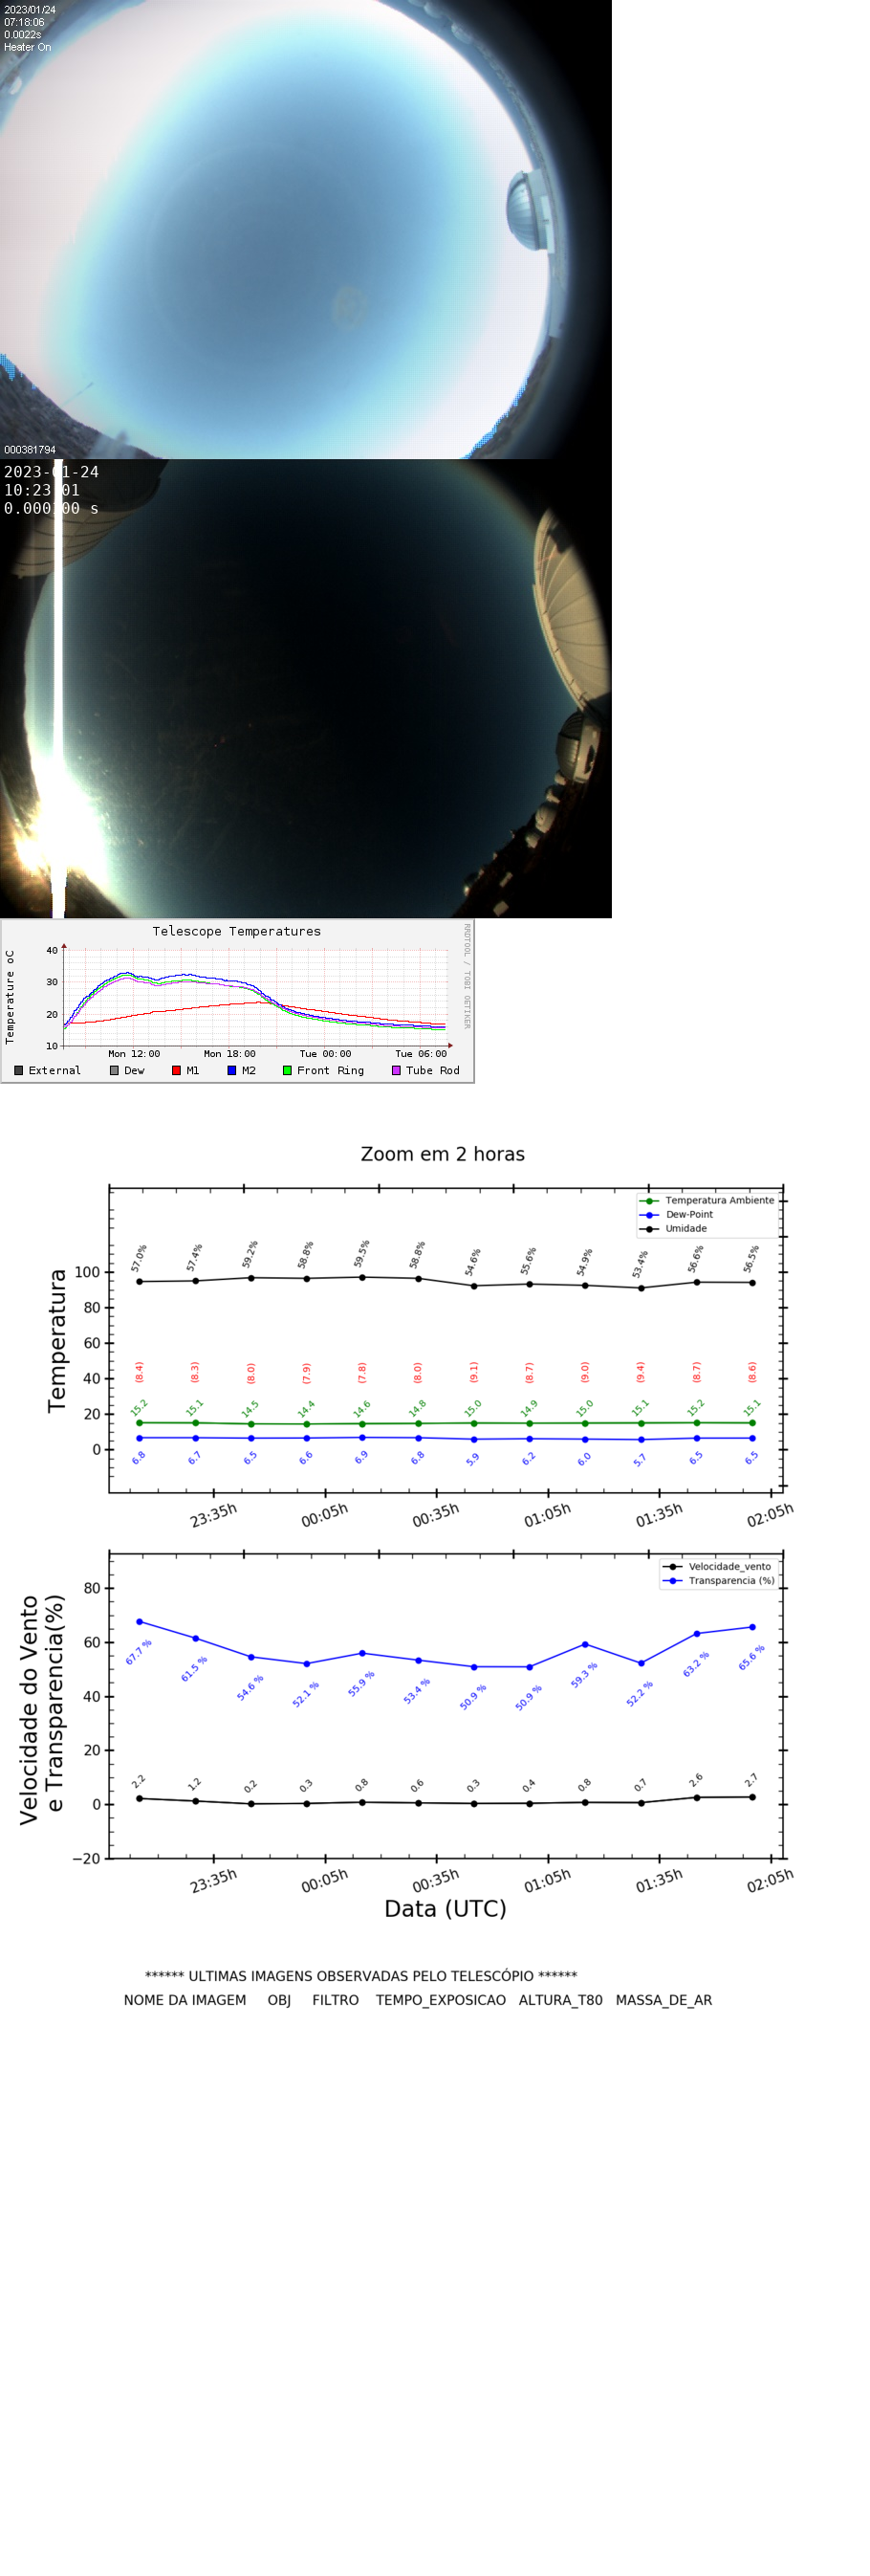 2023/01/24
07:18:06
0.0022s
Heater On
000381794
2023-01-24
10:23:01
0.000100 s
Telescope Temperatures
RRDTOOL / TOBI OETIKER
Temperature oC
40
30
20
10
Mon 12:00 Mon 18:00 Tue 00:00 Tue 06:00
External Dew M1 M2 Front Ring Tube Rod
Zoom em 2 horas
Temperatura Ambiente
Dew-Point
Umidade
Temperatura
100
80
60
40
20
0
57.0% 57.4% 59.2% 58.8% 59.5% 58.8% 54.6% 55.6% 54.9% 53.4% 56.6% 56.5%
(8.4) (8.3) (8.0) (7.9) (7.8) (8.0) (9.1) (8.7) (9.0) (9.4) (8.7) (8.6)
15.2 15.1 14.5 14.4 14.6 14.8 15.0 14.9 15.0 15.1 15.2 15.1
6.8 6.7 6.5 6.6 6.9 6.8 5.9 6.2 6.0 5.7 6.5 6.5
23:35h 00:05h 00:35h 01:05h 01:35h 02:05h
Velocidade_vento
Transparencia (%)
Velocidade do Vento
e Transparencia(%)
80
60
40
20
0
−20
67.7 % 61.5 % 54.6 % 52.1 % 55.9 % 53.4 % 50.9 % 50.9 % 59.3 % 52.2 % 63.2 % 65.6 %
2.2 1.2 0.2 0.3 0.8 0.6 0.3 0.4 0.8 0.7 2.6 2.7
23:35h 00:05h 00:35h 01:05h 01:35h 02:05h
Data (UTC)
****** ULTIMAS IMAGENS OBSERVADAS PELO TELESCÓPIO ******
NOME DA IMAGEM OBJ FILTRO TEMPO_EXPOSICAO ALTURA_T80 MASSA_DE_AR